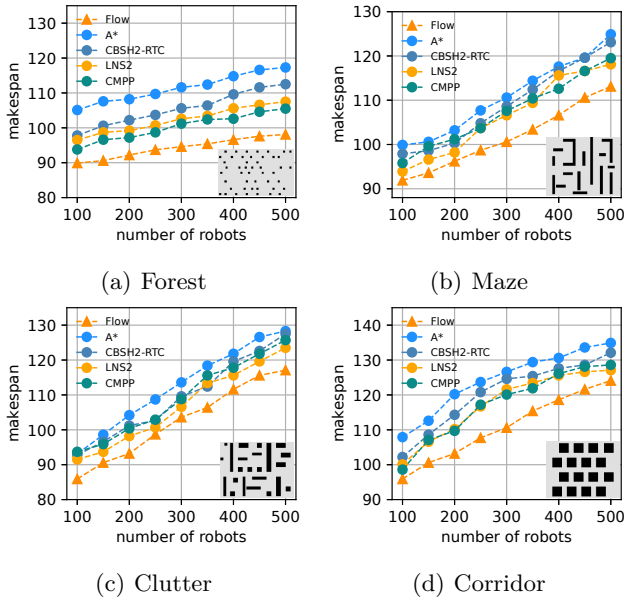 makespan
130
120
110
100
90
80
Flow
A*
CBSH2-RTC
LNS2
CMPP
100 200 300 400 500
number of robots
(a) Forest
makespan
130
120
110
100
90
Flow
A*
CBSH2-RTC
LNS2
CMPP
100 200 300 400 500
number of robots
(b) Maze
makespan
130
120
110
100
90
80
Flow
A*
CBSH2-RTC
LNS2
CMPP
100 200 300 400 500
number of robots
(c) Clutter
makespan
140
130
120
110
100
90
Flow
A*
CBSH2-RTC
LNS2
CMPP
100 200 300 400 500
number of robots
(d) Corridor